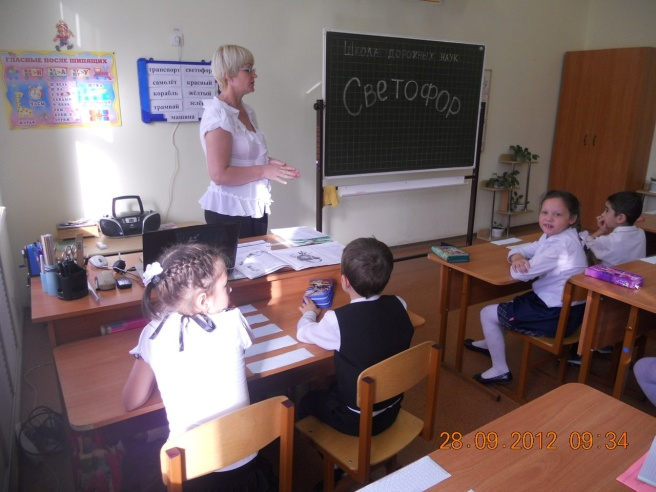 ГЛАСНЫЕ ПОСЛЕ ШИПЯЩИХ
транспорт
светофор
самолёт
красный
корабль
жёлтый
трамвай
машина
Школа дорожных наук
Светофор
28.09.2012 09:34